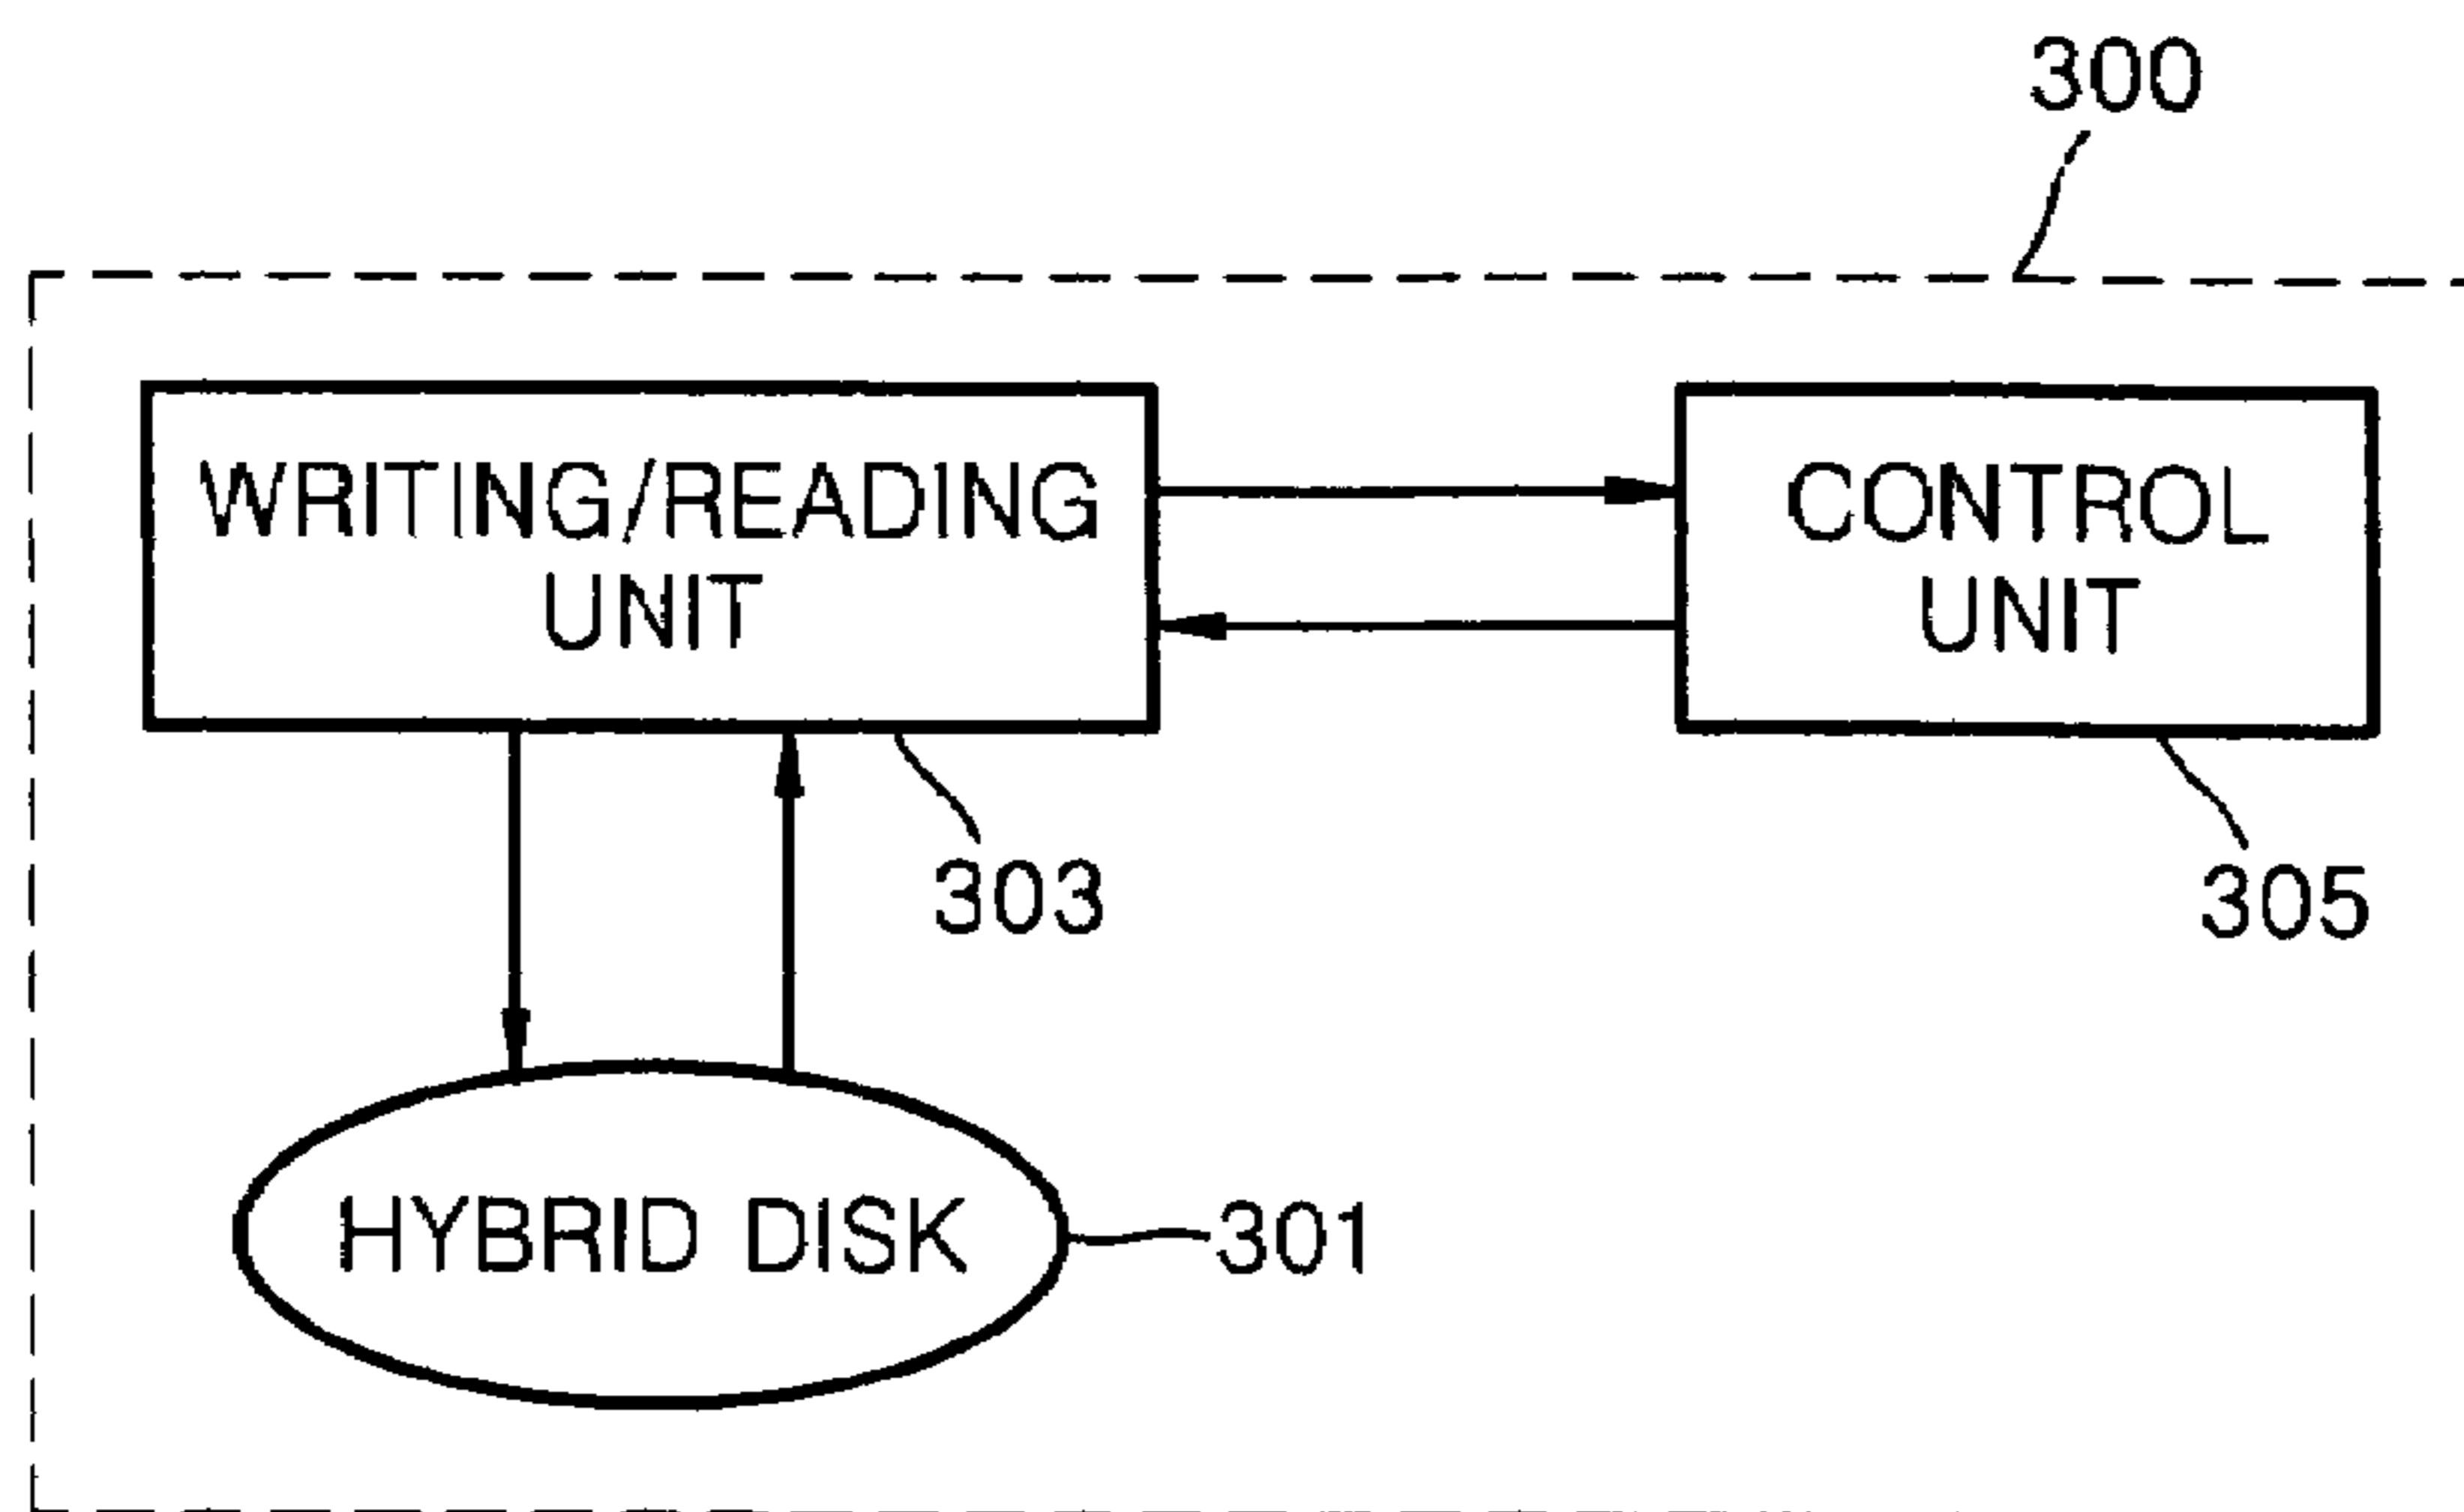 300
WRITING/READING
UNIT
CONTROL
UNIT
303
305
HYBRID DISK
301